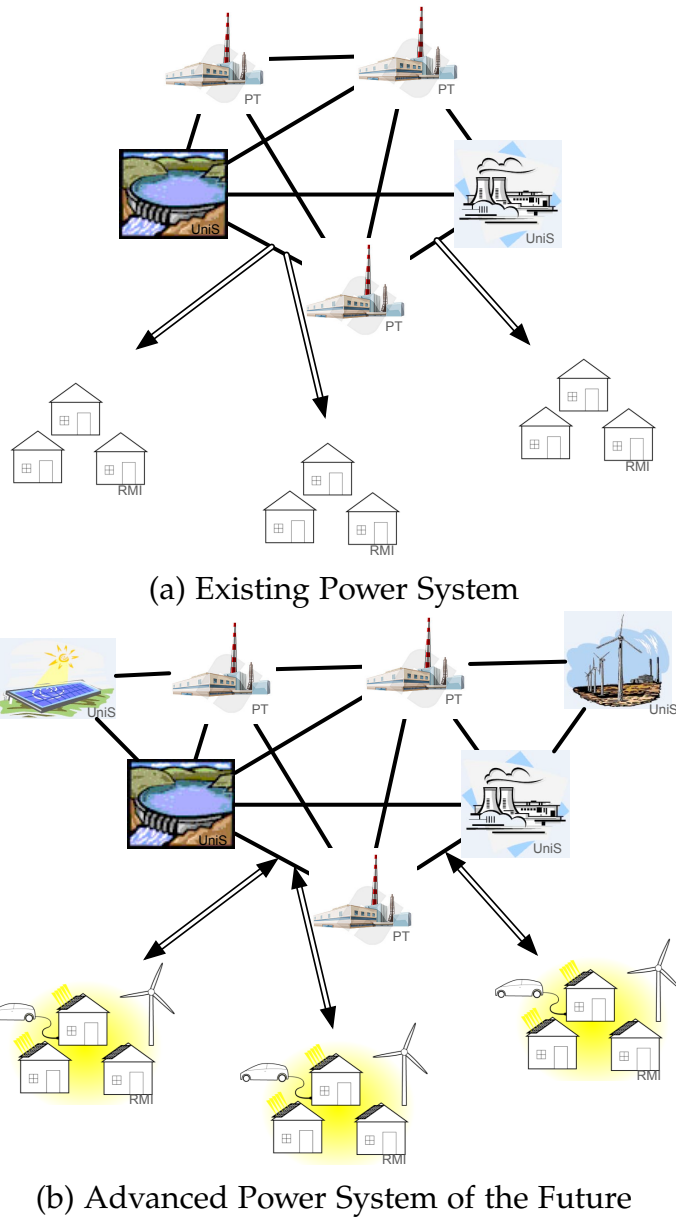 PT
PT
UniS
UniS
PT
RMI
RMI
RMI
(a) Existing Power System
UniS
PT
PT
UniS
UniS
UniS
PT
RMI
RMI
RMI
(b) Advanced Power System of the Future